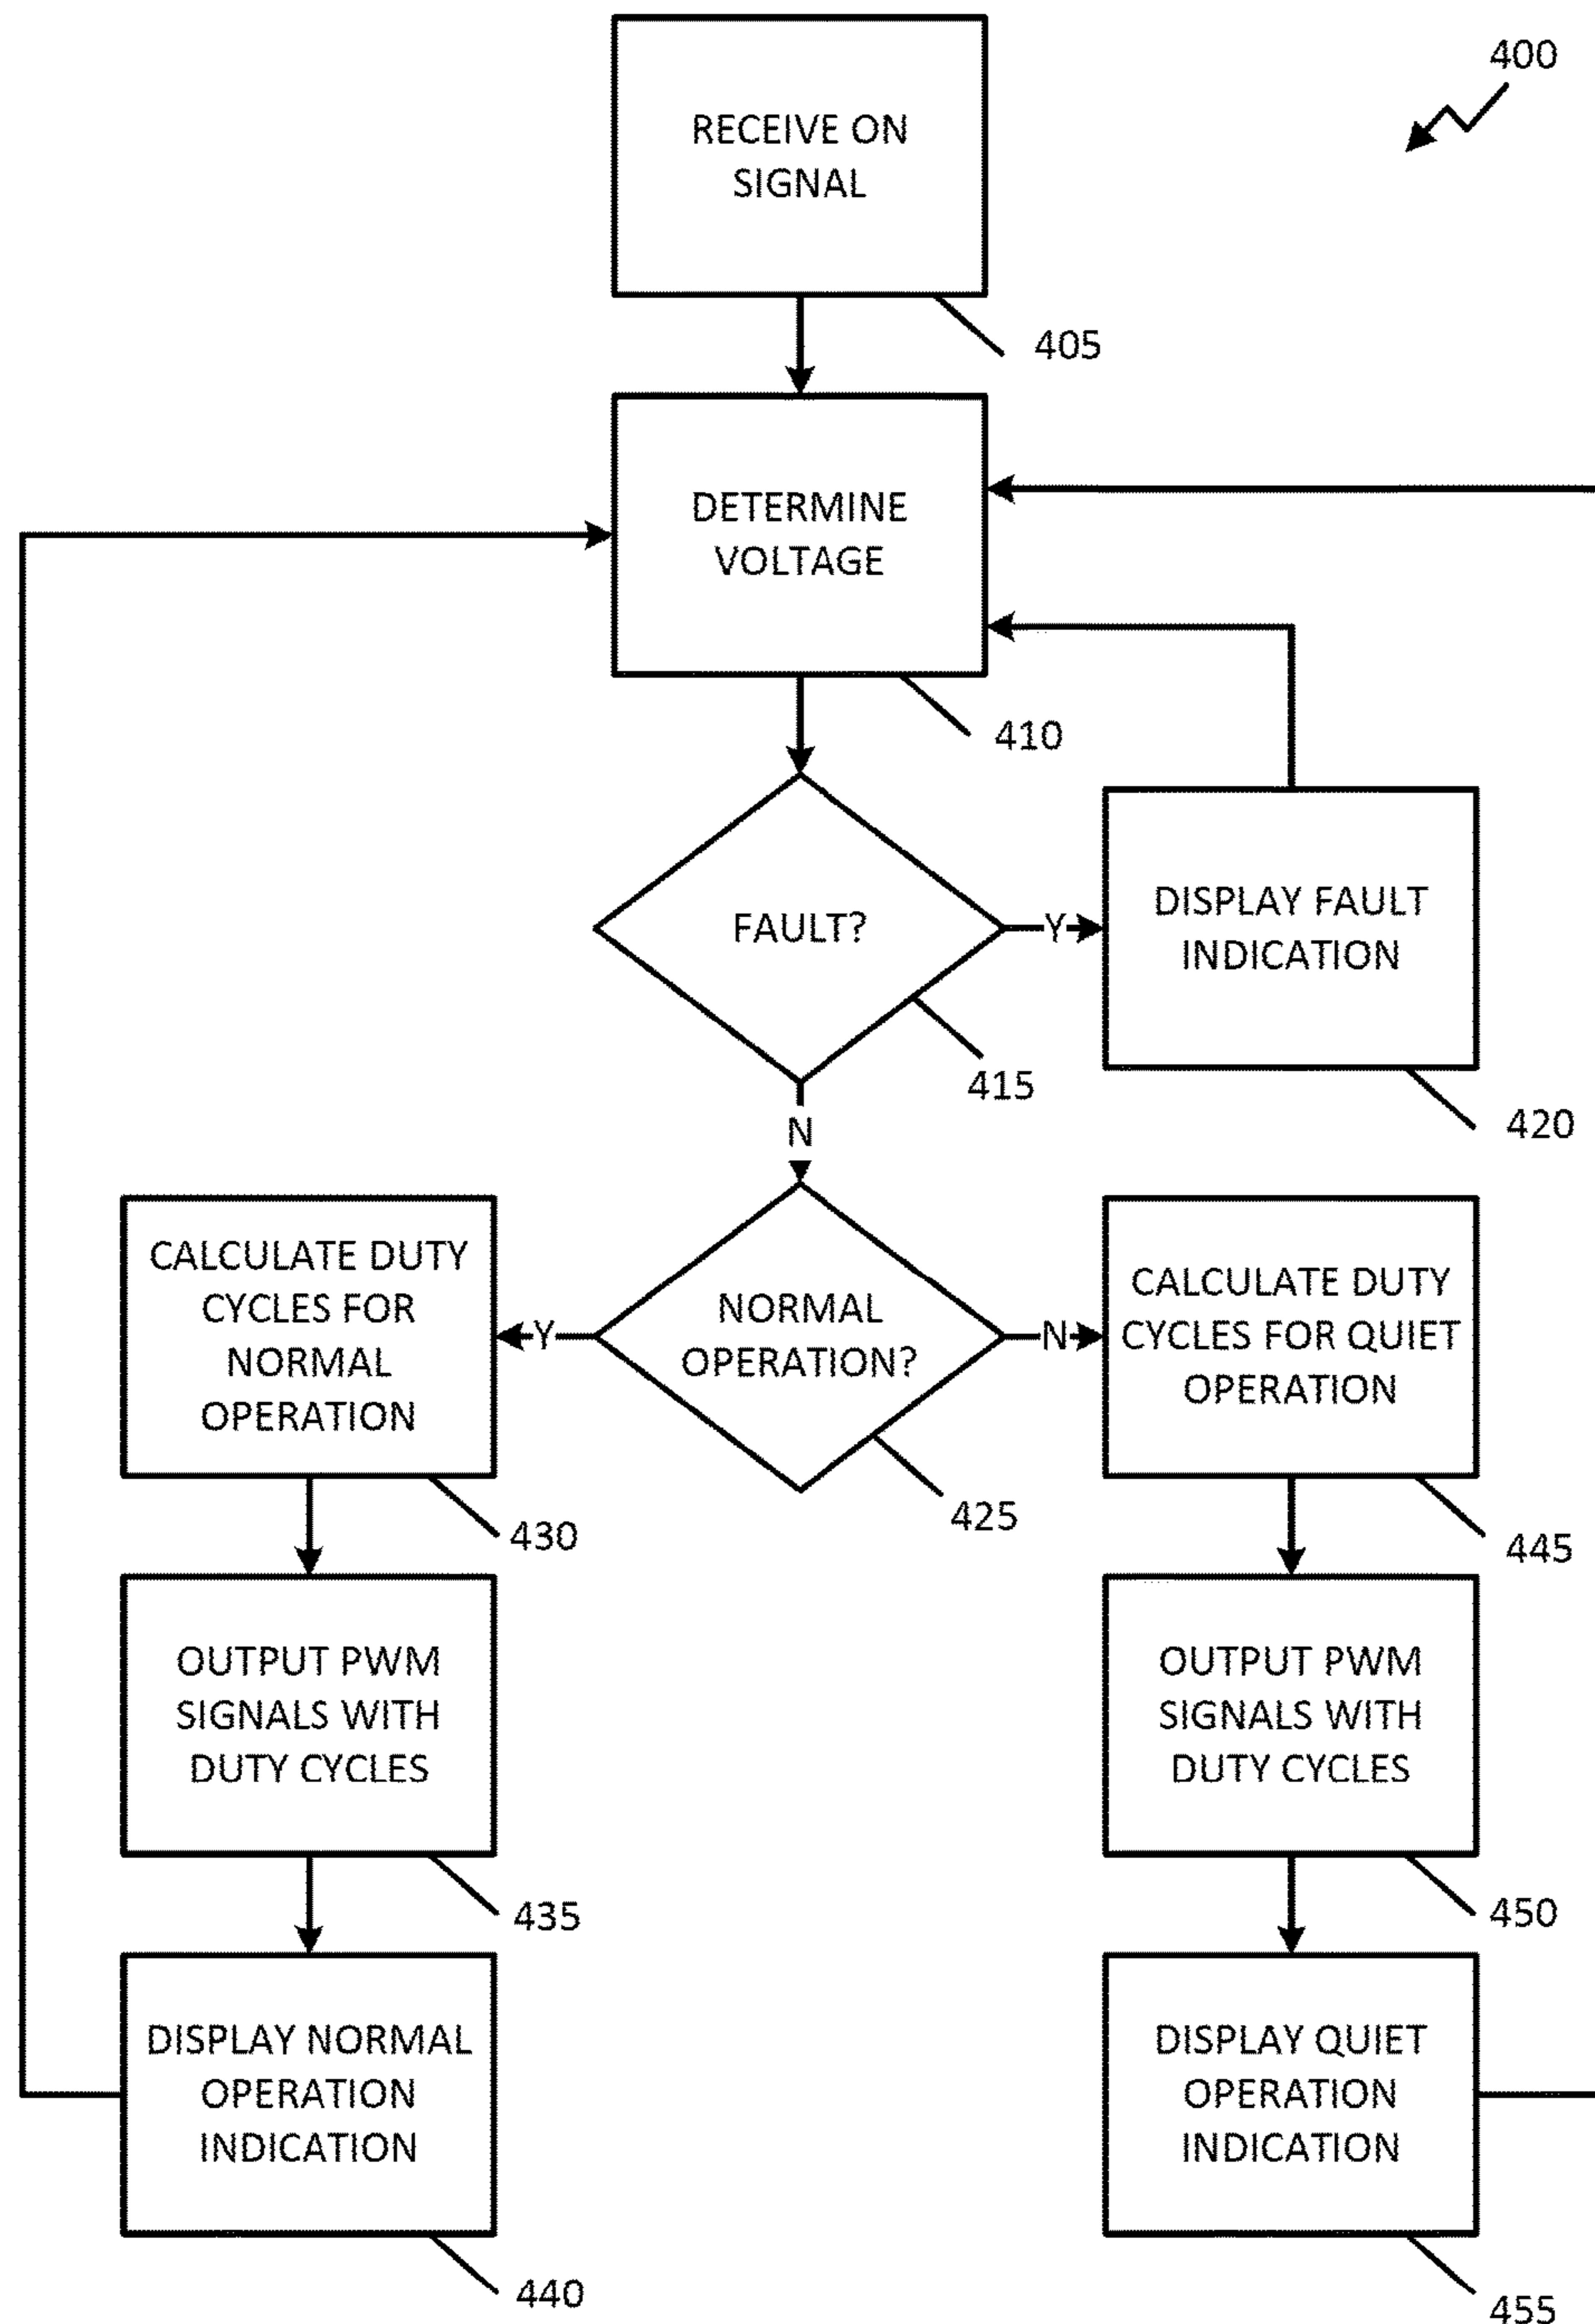 400
RECEIVE ON
SIGNAL
405
DETERMINE
VOLTAGE
410
FAULT?
Y
DISPLAY FAULT
INDICATION
415
420
N
NORMAL
OPERATION?
Y
N
425
CALCULATE DUTY
CYCLES FOR
NORMAL
OPERATION
430
CALCULATE DUTY
CYCLES FOR QUIET
OPERATION
445
OUTPUT PWM
SIGNALS WITH
DUTY CYCLES
435
OUTPUT PWM
SIGNALS WITH
DUTY CYCLES
450
DISPLAY NORMAL
OPERATION
INDICATION
440
DISPLAY QUIET
OPERATION
INDICATION
455